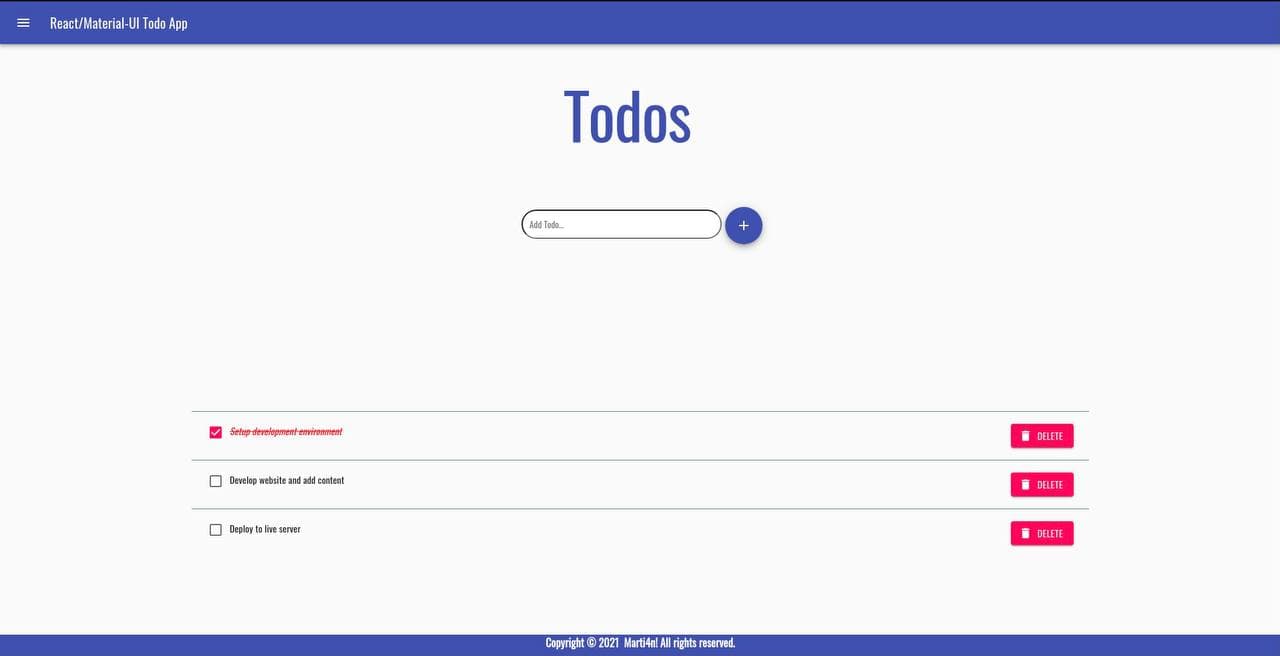 React/Material-UI Todo App
Todos
Add Todo...
Setup development environment
DELETE
Develop website and add content
DELETE
Deploy to live server
DELETE
Copyright © 2021 Marti4n! All rights reserved.